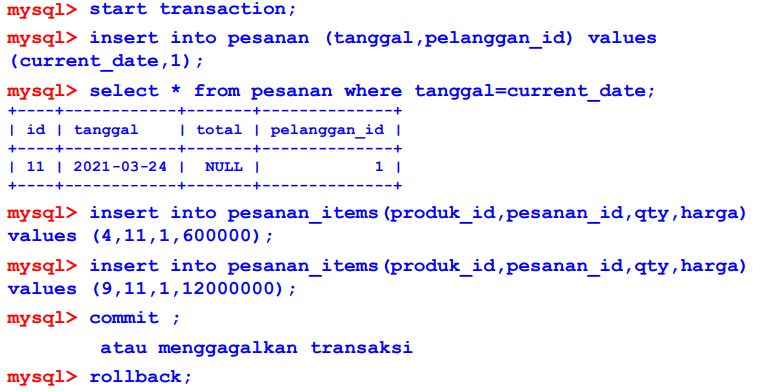 mysql> start transaction;
mysql> insert into pesanan (tanggal,pelanggan_id) values
(current_date,1);
mysql> select * from pesanan where tanggal=current_date;
+----+------------+-------+--------------+
| id | tanggal    | total | pelanggan_id |
+----+------------+-------+--------------+
| 11 | 2021-03-24 |  NULL |            1 |
+----+------------+-------+--------------+
mysql> insert into pesanan_items(produk_id,pesanan_id,qty,harga)
values (4,11,1,600000);
mysql> insert into pesanan_items(produk_id,pesanan_id,qty,harga)
values (9,11,1,12000000);
mysql> commit ;
atau menggagalkan transaksi
mysql> rollback;